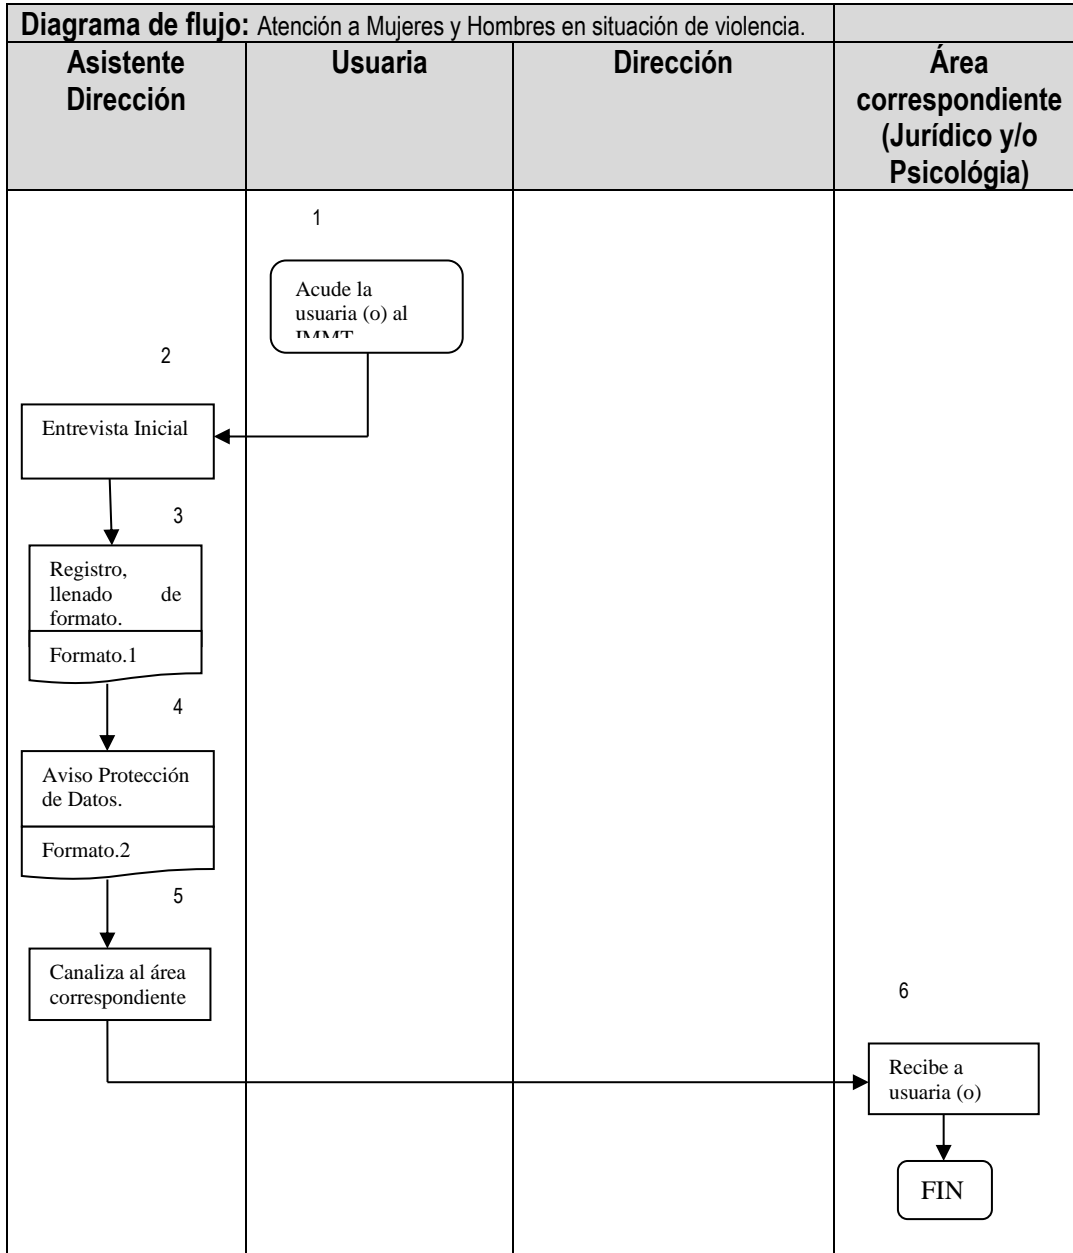 Diagrama de flujo: Atención a Mujeres y Hombres en situación de violencia.
Asistente
Dirección
Usuaria
Dirección
Área
correspondiente
(Jurídico y/o
Psicológia)
1
Acude la
usuaria (o) al
IMMT
2
Entrevista Inicial
3
Registro,
llenado de
formato.
Formato.1
4
Aviso Protección
de Datos.
Formato.2
5
Canaliza al área
correspondiente
6
Recibe a
usuaria (o)
FIN